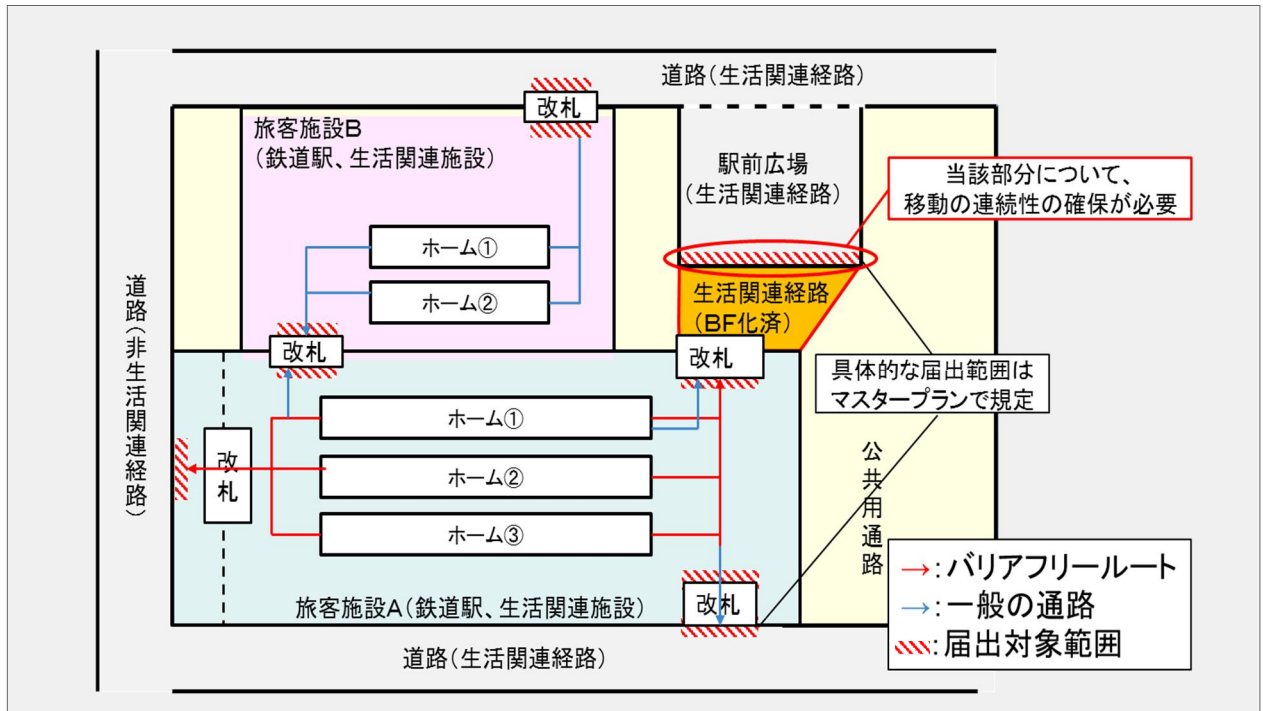 道路(生活関連経路)
改札
旅客施設B
(鉄道駅、生活関連施設)
駅前広場
(生活関連経路)
当該部分について、
移動の連続性の確保が必要
ホーム①
ホーム②
生活関連経路
(BF化済)
道路(非生活関連経路)
改札
改札
具体的な届出範囲は
マスタープランで規定
ホーム①
改札
ホーム②
ホーム③
公共用通路
改札
旅客施設A(鉄道駅、生活関連施設)
道路(生活関連経路)
→:バリアフリールート
→:一般の通路
:届出対象範囲